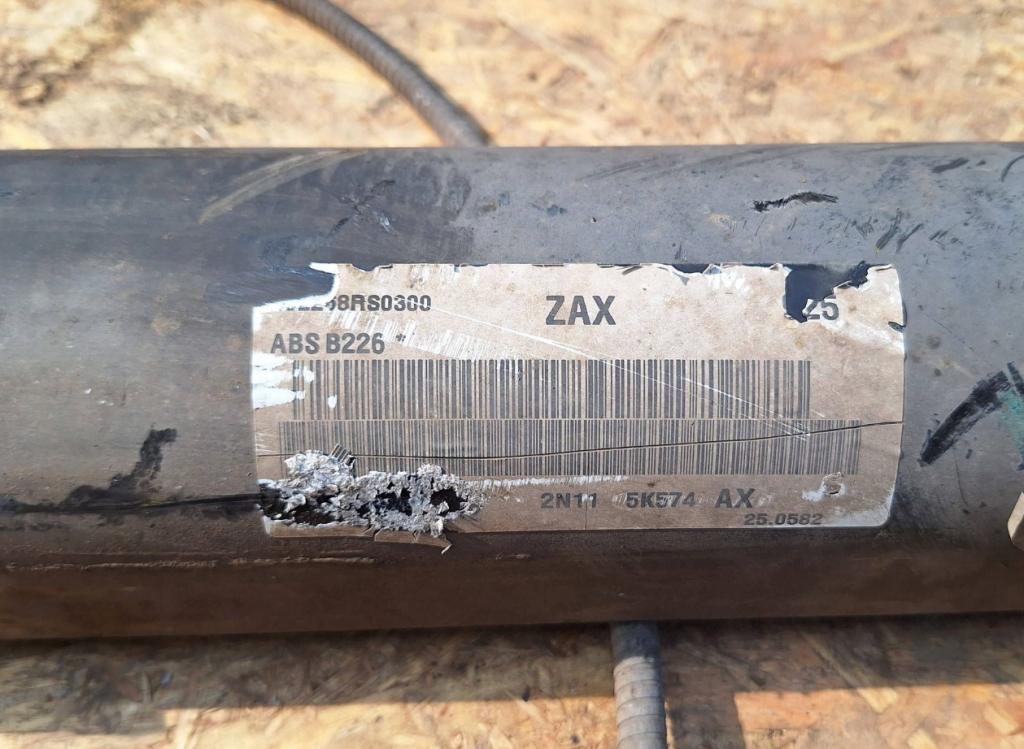 ZAX
ABS B226 *
2N11 5K574 AX
25.0582